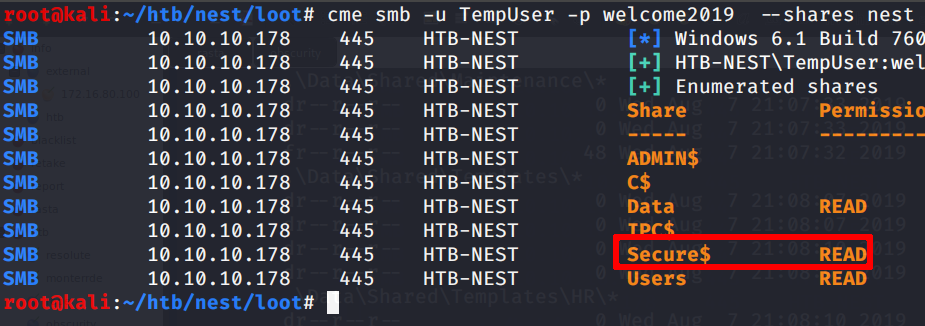 root@kali:~/htb/nest/loot# cme smb -u TempUser -p welcome2019 --shares nest
SMB 10.10.10.178 445 HTB-NEST [*] Windows 6.1 Build 760
SMB 10.10.10.178 445 HTB-NEST [+] HTB-NEST\TempUser:wel
SMB 10.10.10.178 445 HTB-NEST [+] Enumerated shares
SMB 10.10.10.178 445 HTB-NEST Share Permissio
SMB 10.10.10.178 445 HTB-NEST ----- ---------
SMB 10.10.10.178 445 HTB-NEST ADMIN$
SMB 10.10.10.178 445 HTB-NEST C$
SMB 10.10.10.178 445 HTB-NEST Data READ
SMB 10.10.10.178 445 HTB-NEST IPC$
SMB 10.10.10.178 445 HTB-NEST Secure$ READ
SMB 10.10.10.178 445 HTB-NEST Users READ
root@kali:~/htb/nest/loot#